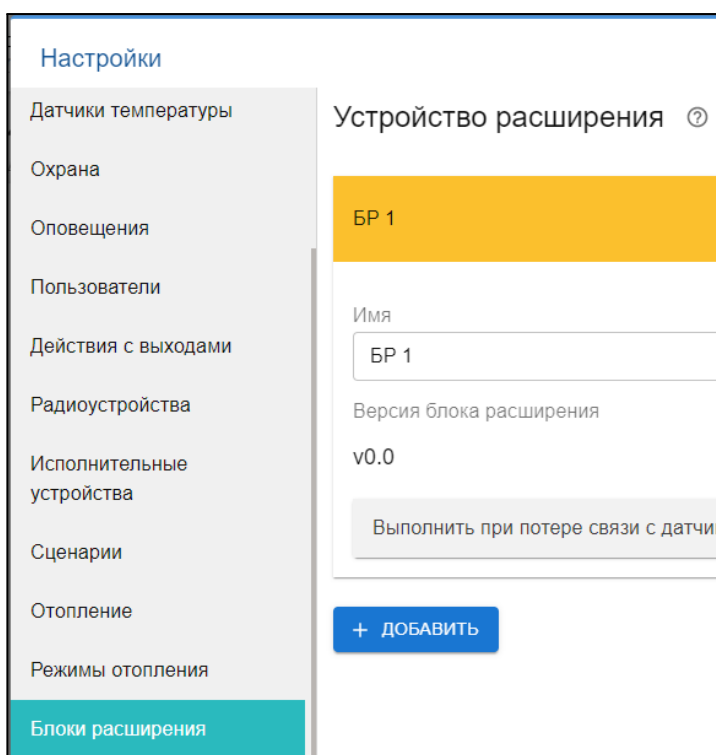 Настройки
Датчики температуры
Охрана
Оповещения
Пользователи
Действия с выходами
Радиоустройства
Исполнительные
устройства
Сценарии
Отопление
Режимы отопления
Блоки расширения
Устройство расширения ?
БР 1
Имя
БР 1
Версия блока расширения
v0.0
Выполнить при потере связи с
+ ДОБАВИТЬ